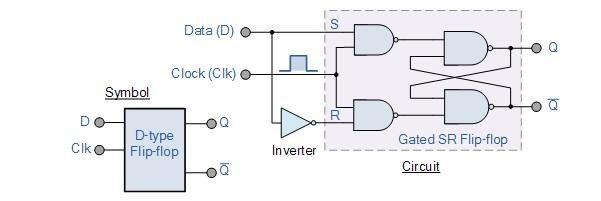 Data (D)
S
Q
Clock (Clk)
Symbol
D
D-type
Flip-flop
Q
Clk
Q̅
Inverter
R
Q̅
Gated SR Flip-flop
Circuit